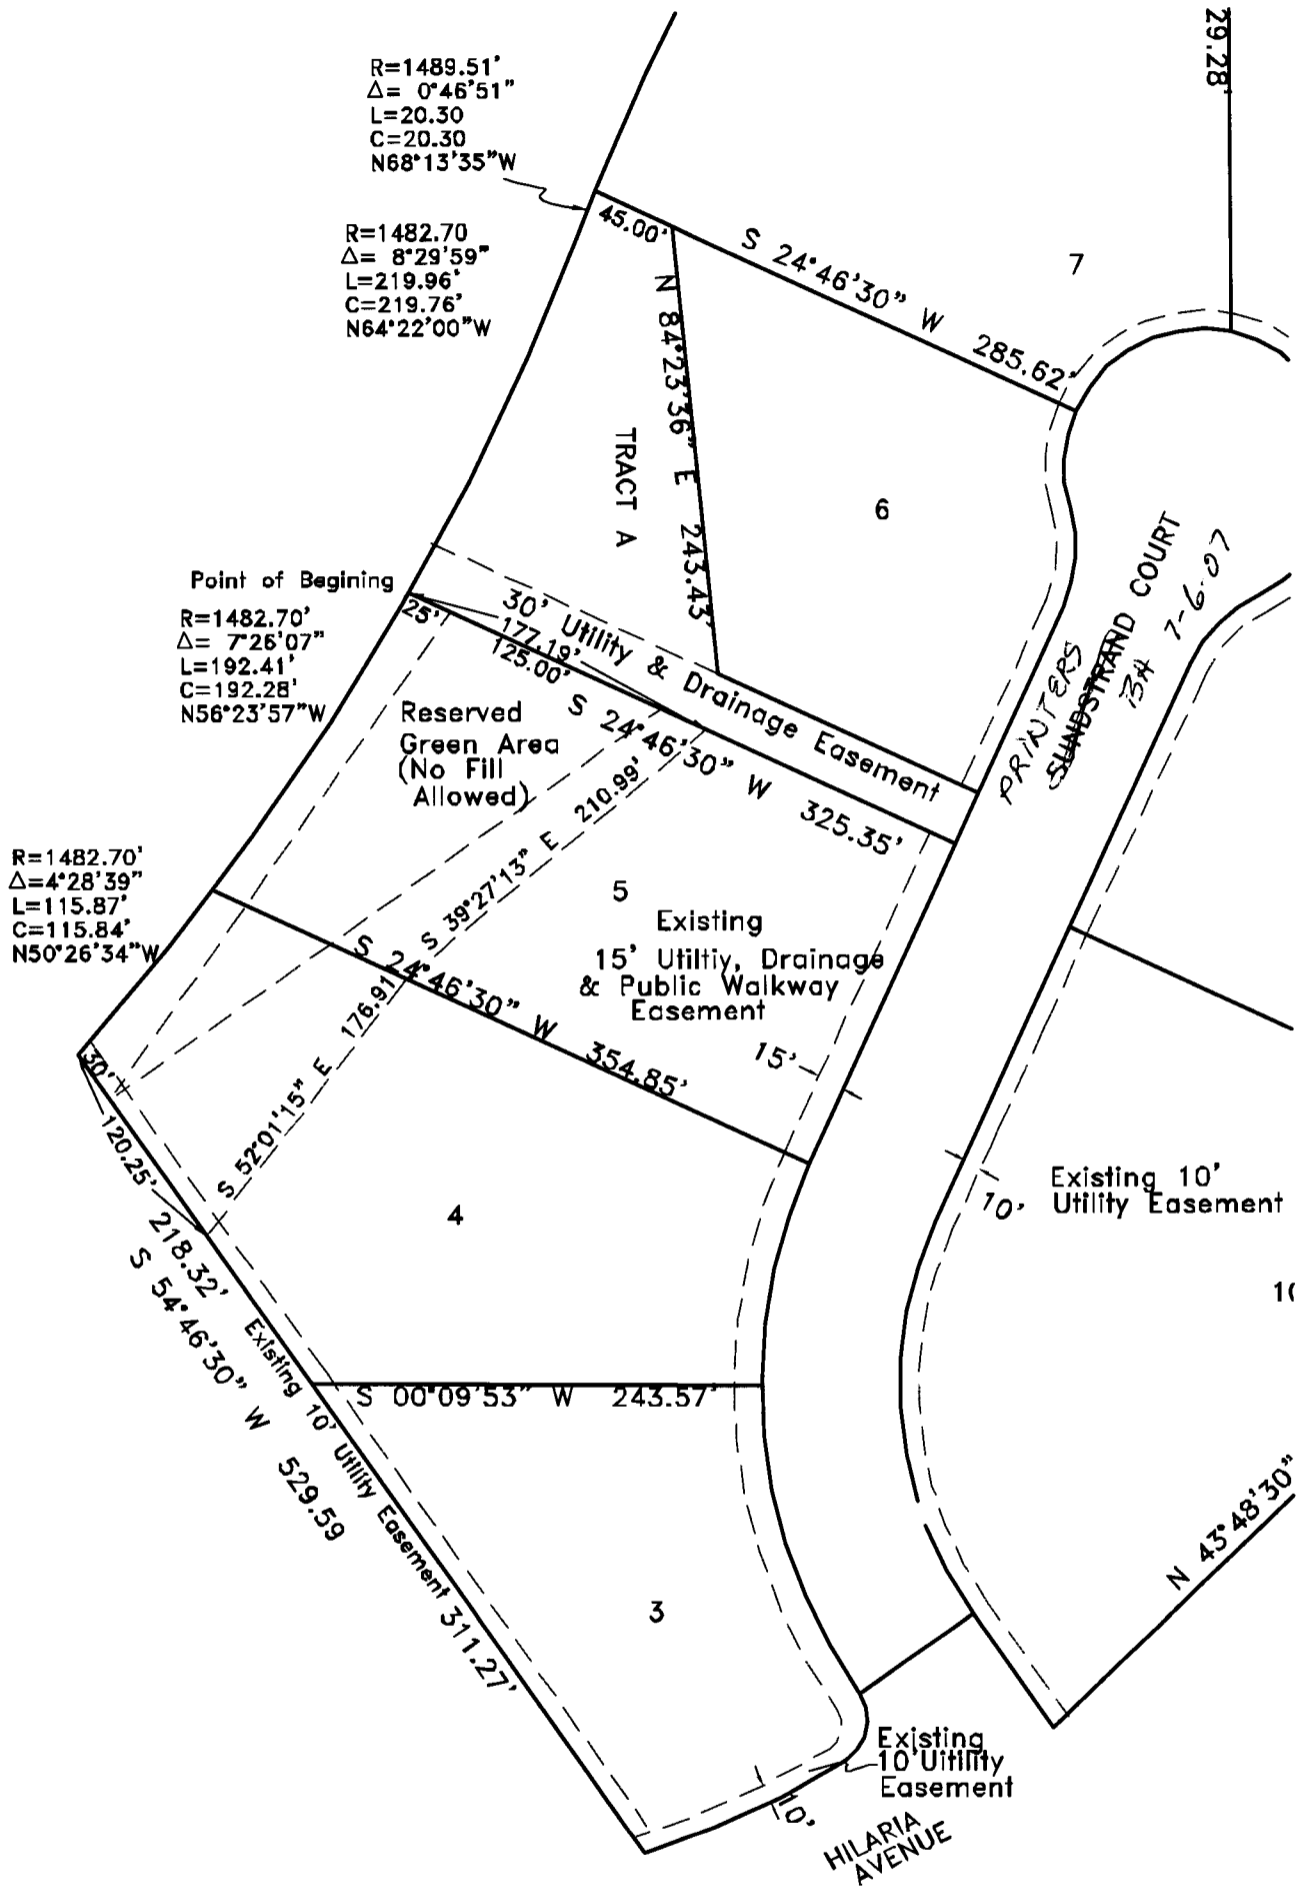 29.28'
R=1489.51'
Δ= 0°46'51"
L=20.30
C=20.30
N68°13'35"W
R=1482.70
Δ= 8°29'59"
L=219.96'
C=219.76'
N64°22'00"W
45.00'
S 24°46'30" W 285.62'
7
N 84°23'36" E 243.43'
TRACT A
6
Point of Begining
R=1482.70'
Δ= 7°26'07"
L=192.41'
C=192.28'
N56°23'57"W
25'
30' Utility & Drainage Easement
177.19'
125.00'
S 24°46'30" W 325.35'
PRINTERS
SUNDSTRAND COURT
BH 7-6-07
Reserved
Green Area
(No Fill
Allowed)
S 39°27'13" E 210.99'
R=1482.70'
Δ=4°28'39"
L=115.87'
C=115.84'
N50°26'34"W
5
Existing
15' Utiltiy, Drainage
& Public Walkway
Easement
S 24°46'30" W 354.85'
15'
30'
S 52°01'15" E 176.91'
120.25'
4
Existing 10'
Utility Easement
10'
10
218.32'
S 54°46'30" W 529.59
Existing 10' Utility Easement 311.27'
S 00°09'53" W 243.57'
N 43°48'30"
3
Existing
10'Uitility
Easement
10'
HILARIA
AVENUE